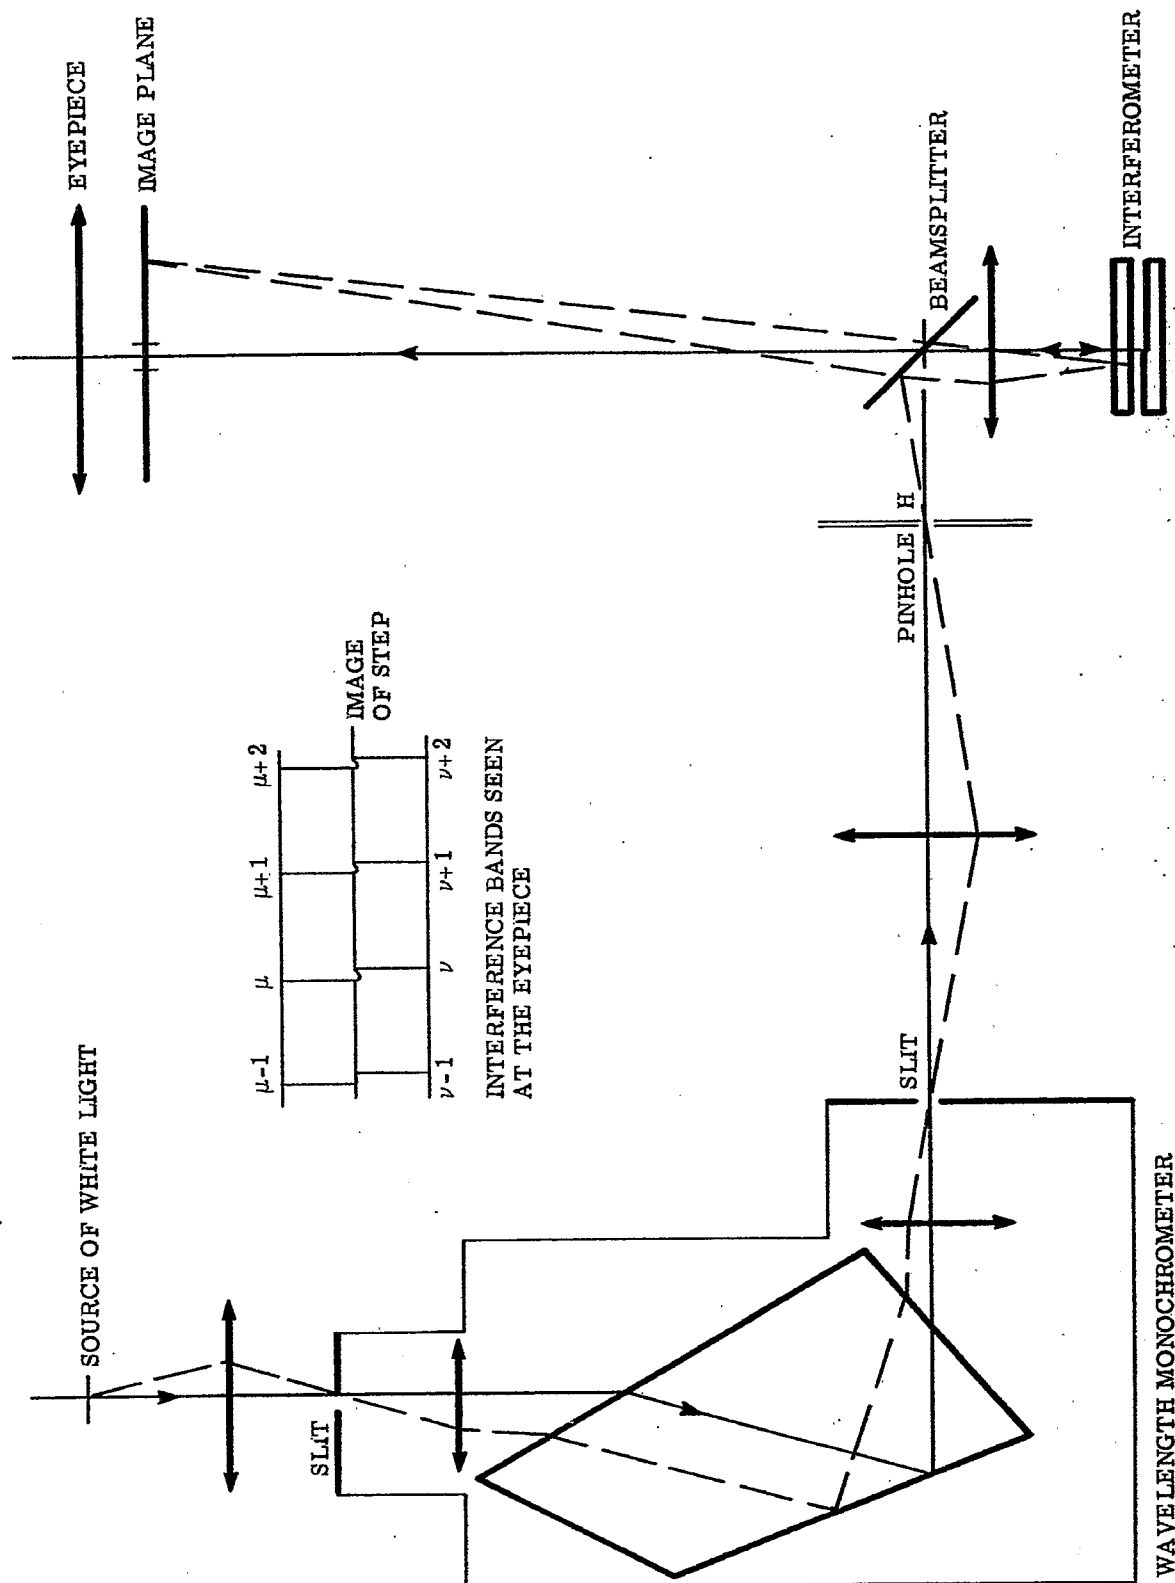 SOURCE OF WHITE LIGHT
SLIT
WAVELENGTH MONOCHROMETER
SLIT
μ-1 μ μ+1 μ+2
IMAGE
OF STEP
ν-1 ν ν+1 ν+2
INTERFERENCE BANDS SEEN
AT THE EYEPIECE
PINHOLE H
EYEPIECE
IMAGE PLANE
BEAMSPLITTER
INTERFEROMETER